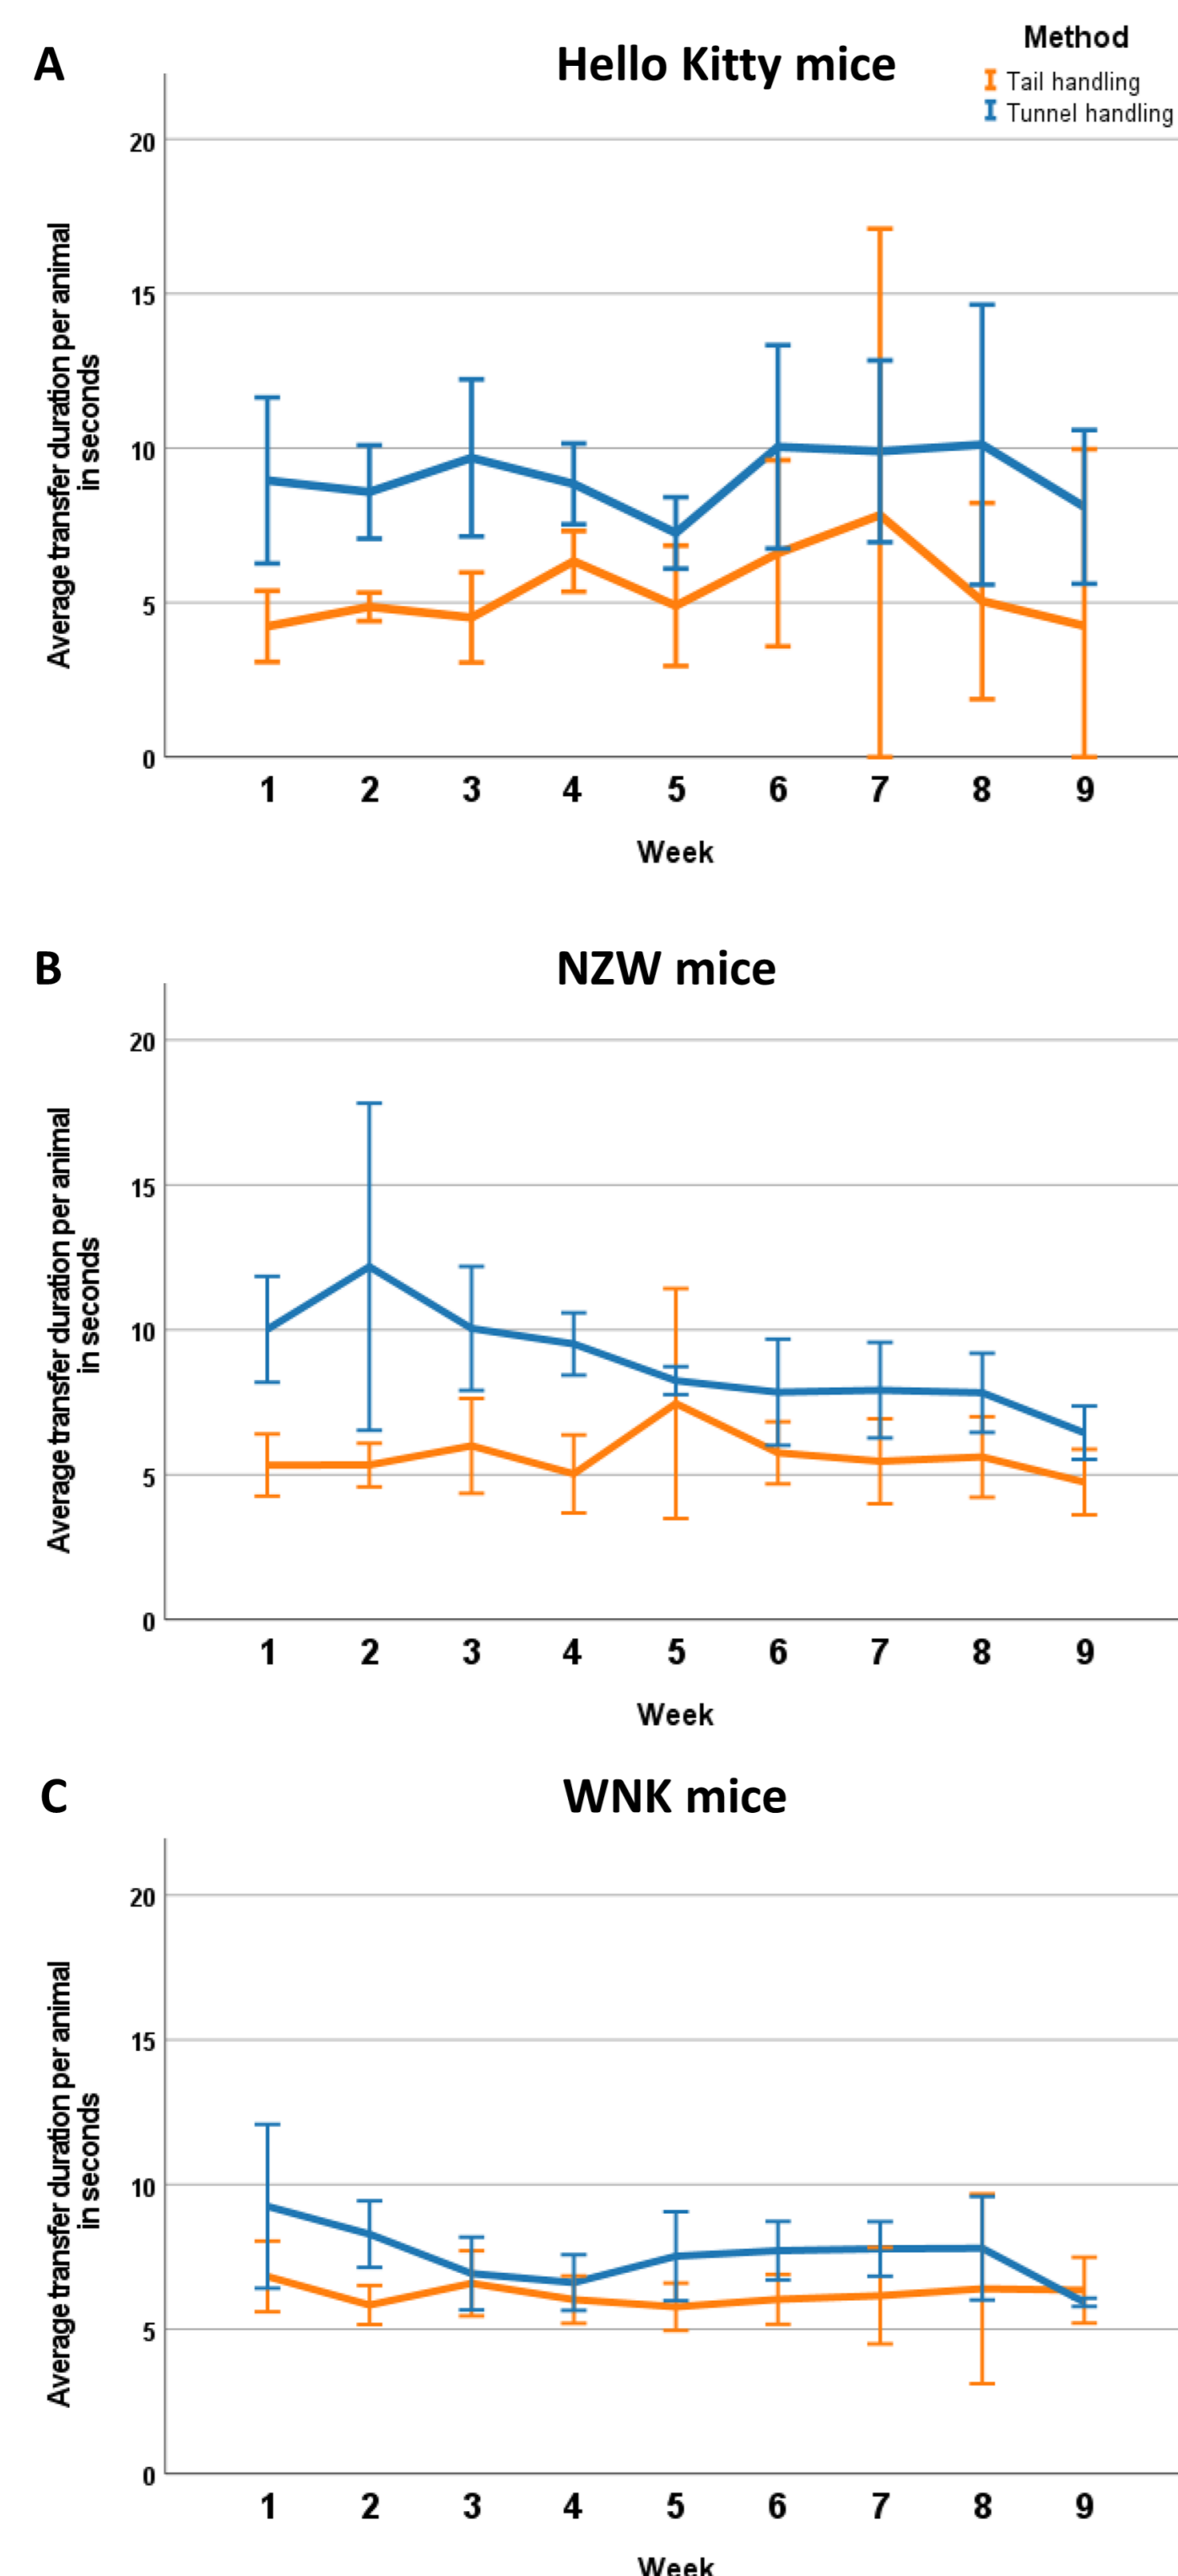 A
Hello Kitty mice
Method
Tail handling
Tunnel handling
Average transfer duration per animal
in seconds
20
15
10
5
0
1 2 3 4 5 6 7 8 9
Week
B
NZW mice
Average transfer duration per animal
in seconds
20
15
10
5
0
1 2 3 4 5 6 7 8 9
Week
C
WNK mice
Average transfer duration per animal
in seconds
20
15
10
5
0
1 2 3 4 5 6 7 8 9
Week